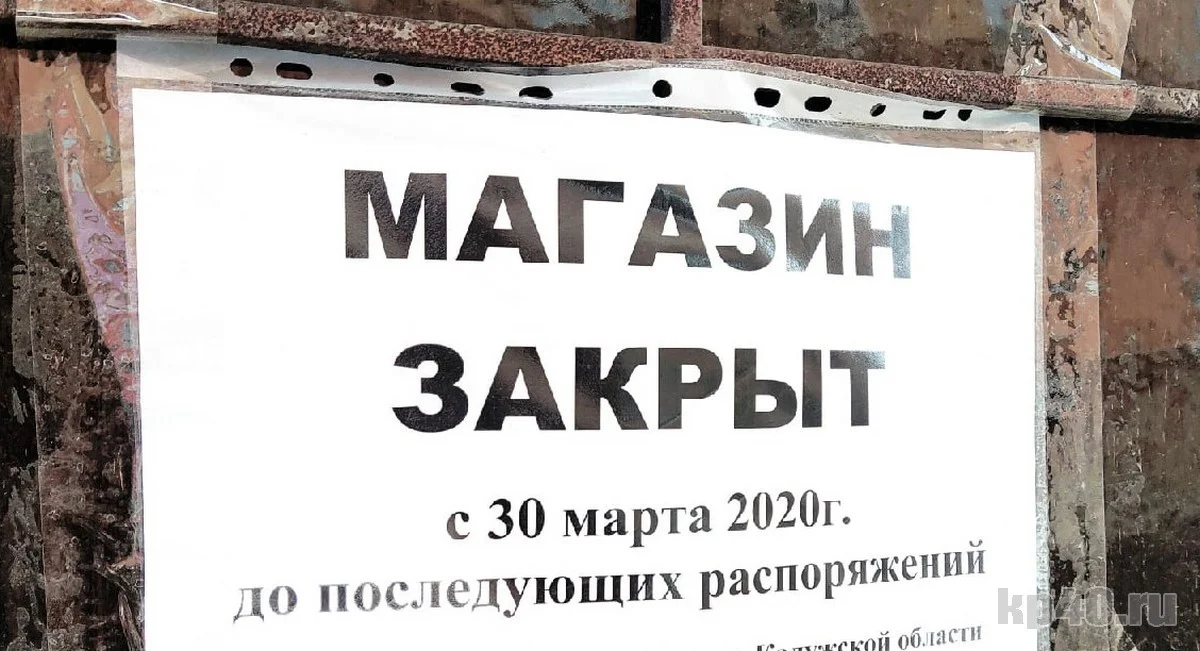 МАГАЗИН
ЗАКРЫТ
с 30 марта 2020г.
до последующих распоряжений
Калужской области
kp40.ru